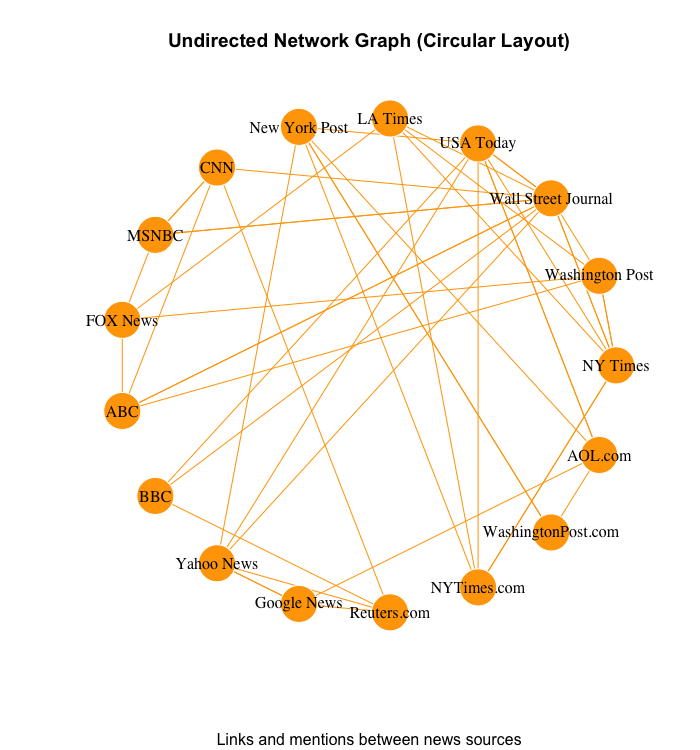 Undirected Network Graph (Circular Layout)
LA Times
New York Post
USA Today
CNN
Wall Street Journal
MSNBC
Washington Post
FOX News
NY Times
ABC
AOL.com
BBC
WashingtonPost.com
Yahoo News
NYTimes.com
Google News
Reuters.com
Links and mentions between news sources